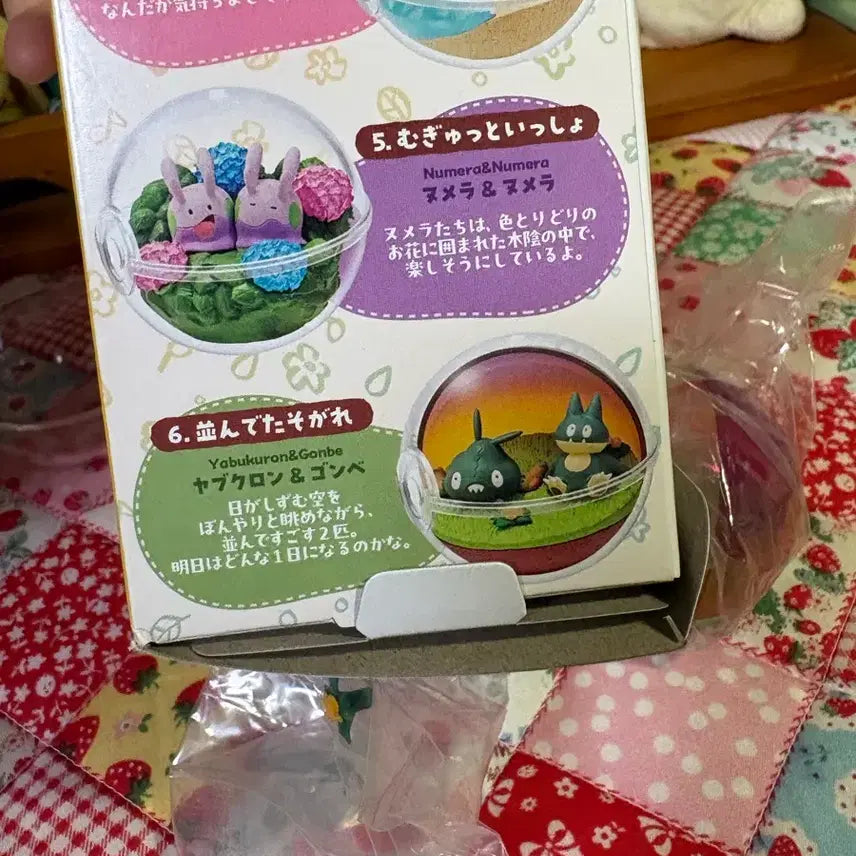 なんだか気持ちよさそ
5. むぎゅっといっしょ
Numera&Numera
ヌメラ & ヌメラ
ヌメラたちは、色とりどりの
お花に囲まれた木陰の中で、
楽しそうにしているよ。
6. 並んでたそがれ
Yabukuron&Gonbe
ヤブクロン & ゴンベ
日がしずむ空を
ぼんやりと眺めながら、
並んですごす2匹。
明日はどんな1日になるのかな。